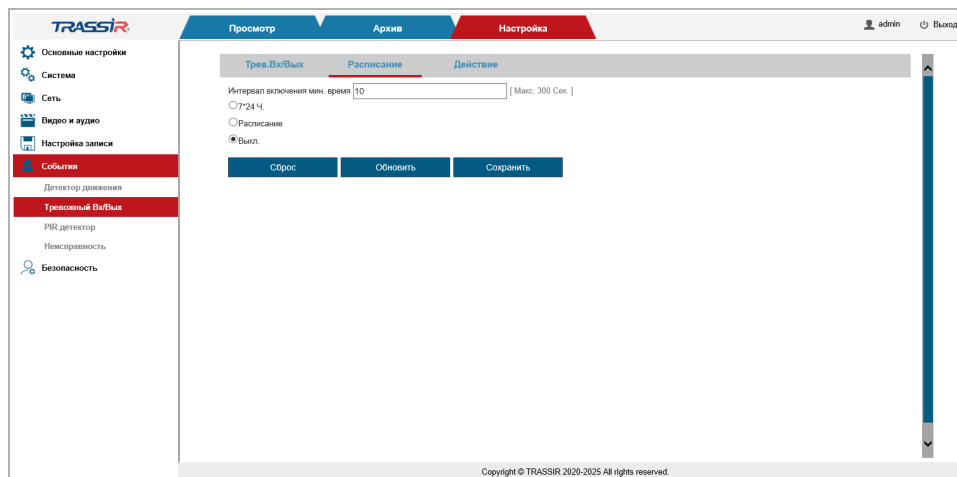 TRASSIR
Просмотр
Архив
Настройка
admin
Выход
Основные настройки
Система
Сеть
Видео и аудио
Настройка записи
События
Детектор движения
Тревожный Вх/Вых
PIR детектор
Неисправность
Безопасность
Трев.Вх/Вых
Расписание
Действие
Интервал включения мин. время 10 [ Макс. 300 Сек. ]
7*24 Ч.
Расписание
Выкл.
Сброс
Обновить
Сохранить
Copyright © TRASSIR 2020-2025 All rights reserved.